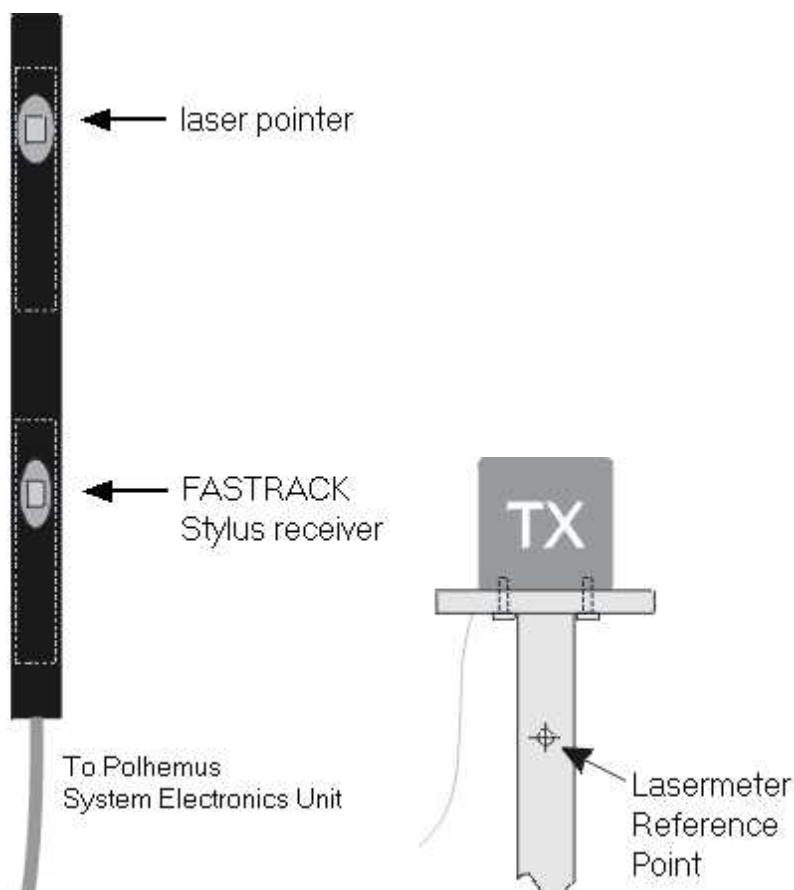 laser pointer
FASTRACK
Stylus receiver
TX
To Polhemus
System Electronics Unit
Lasermeter
Reference
Point